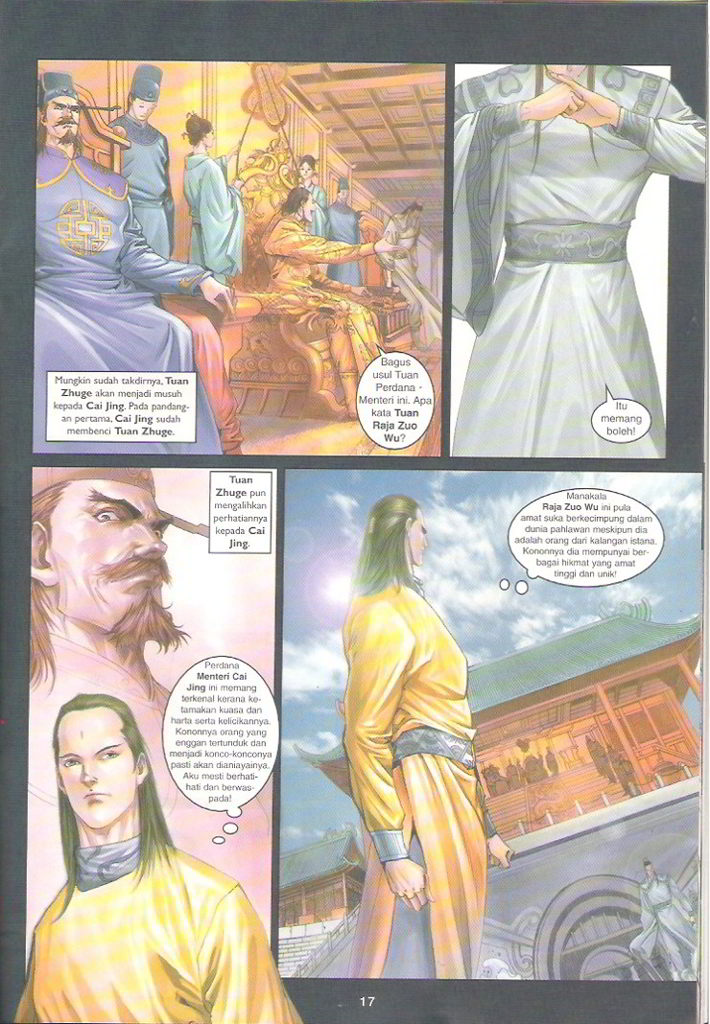 Mungkin sudah takdirnya, Tuan
Zhuge akan menjadi musuh
kepada Cai Jing. Pada pandang-
an pertama, Cai Jing sudah
membenci Tuan Zhuge.
Bagus
usul Tuan
Perdana -
Menteri ini. Apa
kata Tuan
Raja Zuo
Wu?
Itu
memang
boleh!
Tuan
Zhuge pun
mengalihkan
perhatiannya
kepada Cai
Jing.
Perdana
Menteri Cai
Jing ini memang
terkenal kerana ke-
tamakan kuasa dan
harta serta kelicikannya.
Kononnya orang yang
enggan tertunduk dan
menjadi konco-konconya
pasti akan dianiayainya.
Aku mesti berhati-
hati dan berwas-
pada!
Manakala
Raja Zuo Wu ini pula
amat suka berkecimpung dalam
dunia pahlawan meskipun dia
adalah orang dari kalangan istana.
Kononnya dia mempunyai ber-
bagai hikmat yang amat
tinggi dan unik!
17